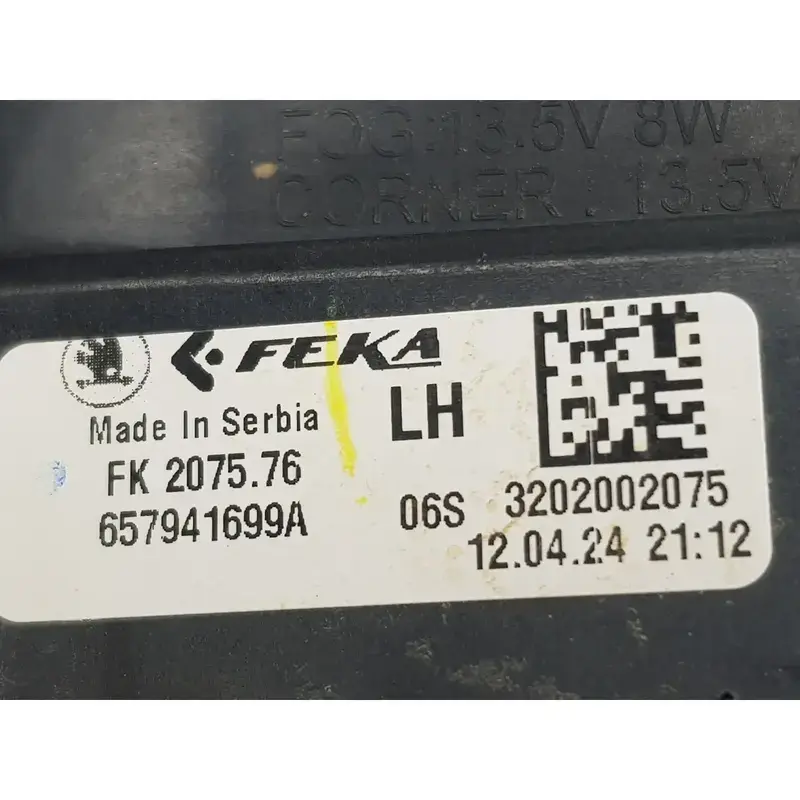 FOG:13.5V 8W
CORNER : 13.5V
FEKA
Made In Serbia
LH
FK 2075.76
657941699A
06S 3202002075
12.04.24 21:12